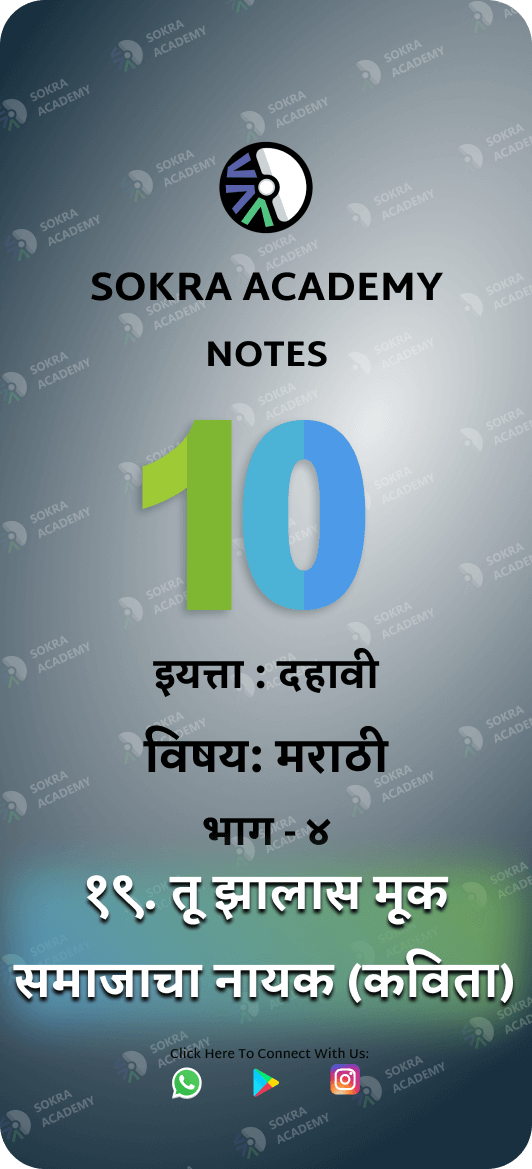 SOKRA ACADEMY
NOTES
10
इयत्ता : दहावी
विषय: मराठी
भाग - ४
१९. तू झालास मूक
समाजाचा नायक (कविता)
Click Here To Connect With Us: